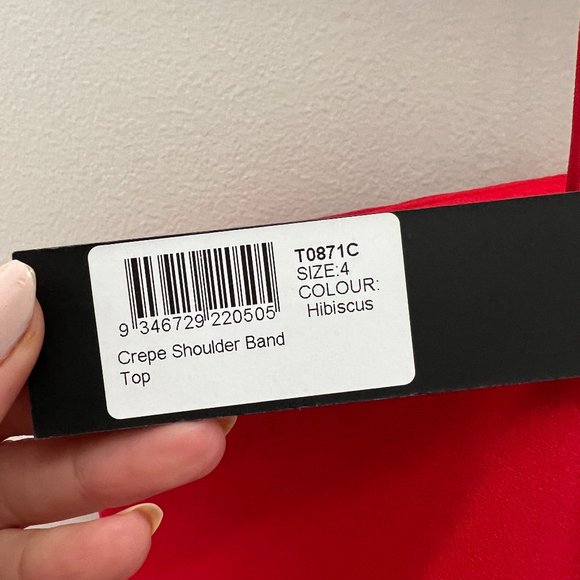 T0871C
SIZE:4
COLOUR:
Hibiscus
9 346729 220505
Crepe Shoulder Band
Top